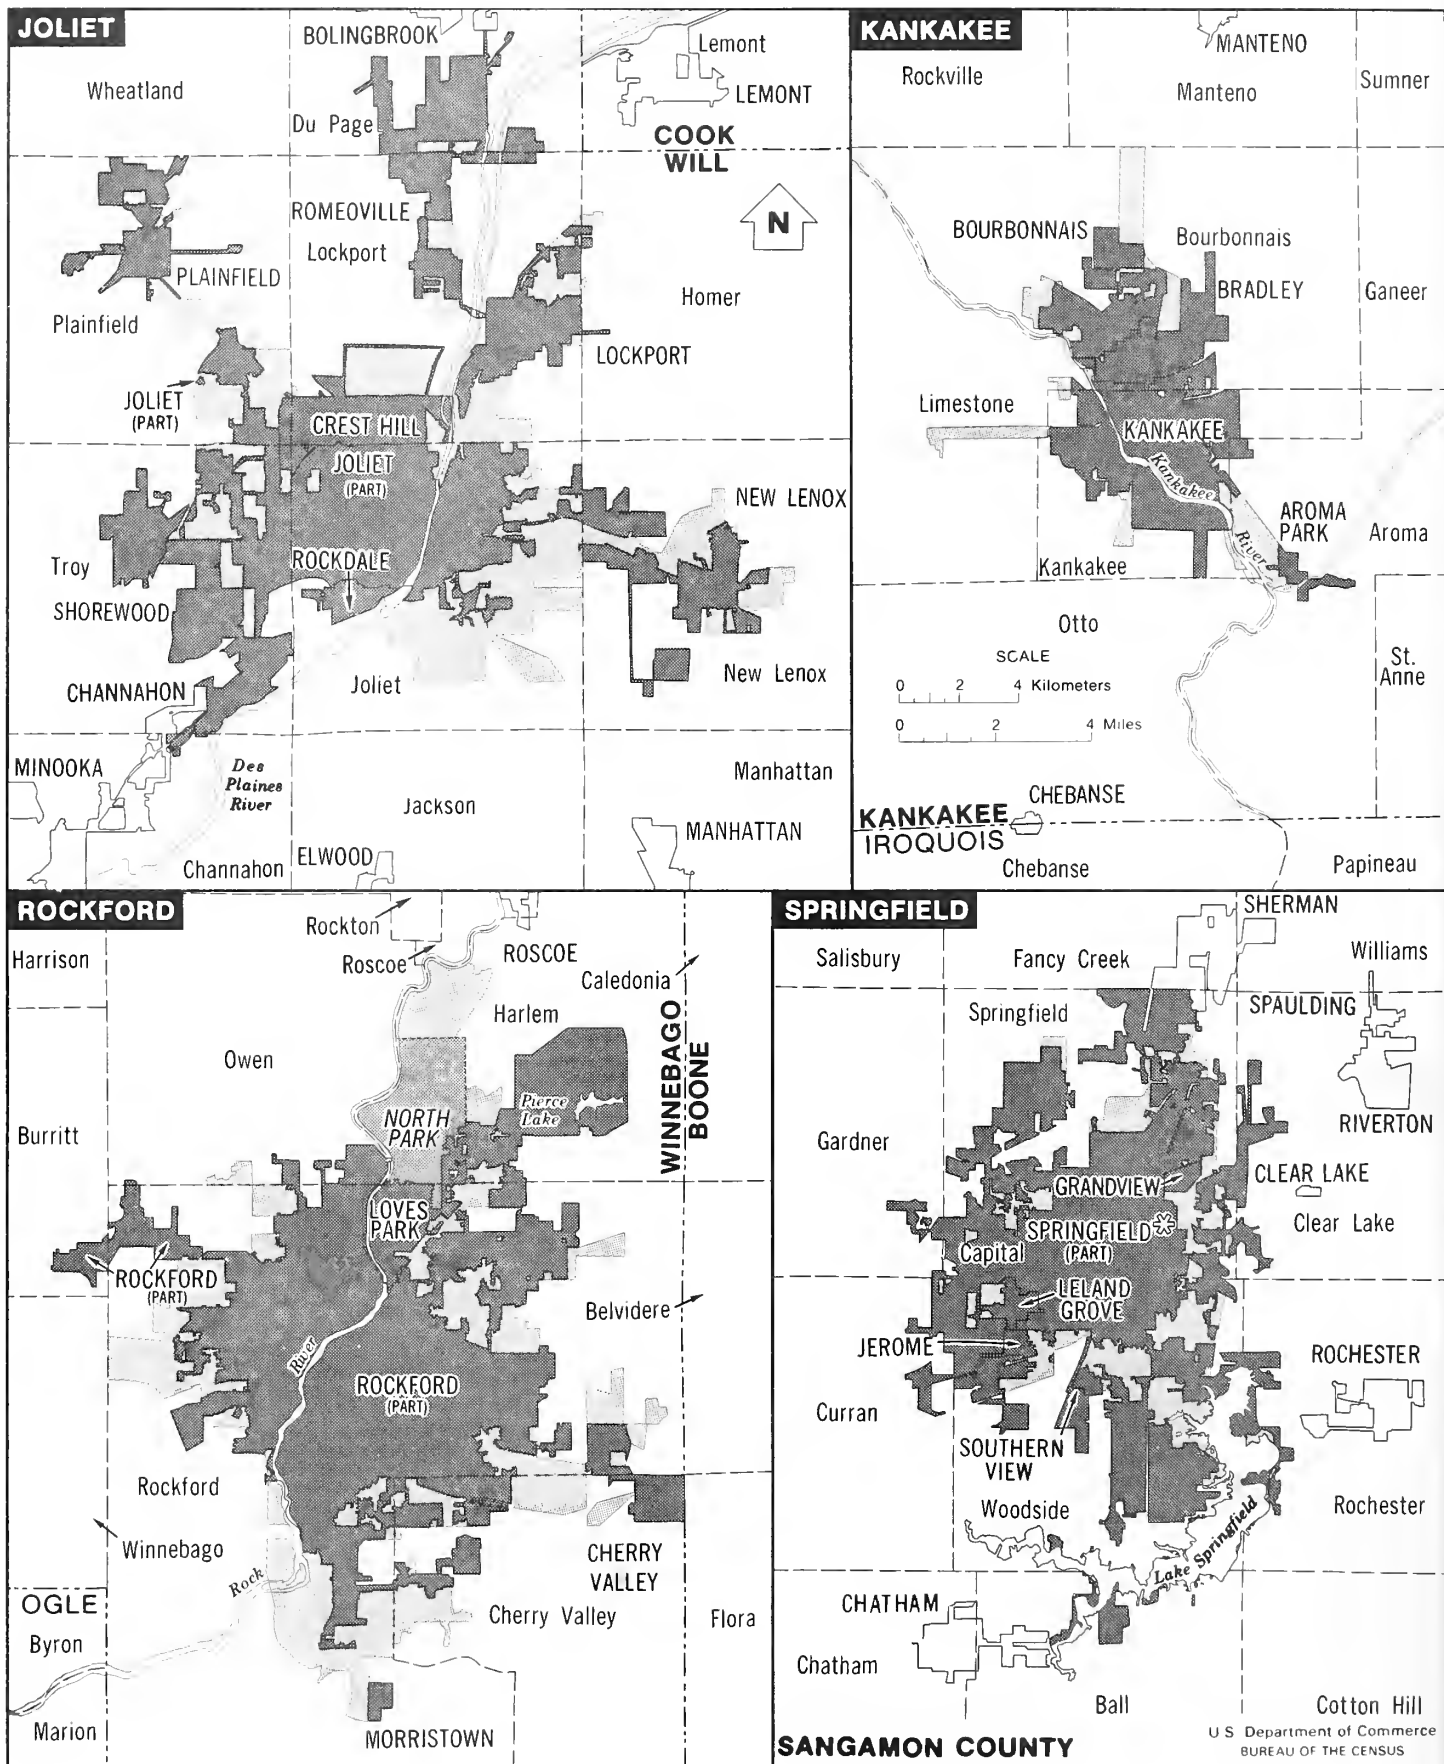 JOLIET
BOLINGBROOK
Lemont
Wheatland
LEMONT
Du Page
COOK
WILL
ROMEOVILLE
N
Lockport
PLAINFIELD
Homer
Plainfield
LOCKPORT
JOLIET
(PART)
CREST HILL
JOLIET
(PART)
NEW LENOX
ROCKDALE
Troy
SHOREWOOD
New Lenox
CHANNAHON
Joliet
MINOOKA
Des
Plaines
River
Manhattan
Jackson
MANHATTAN
ELWOOD
Channahon
KANKAKEE
MANTENO
Rockville
Manteno
Sumner
BOURBONNAIS
Bourbonnais
BRADLEY
Ganeer
Limestone
KANKAKEE
Kankakee
River
AROMA
PARK
Aroma
Kankakee
Otto
SCALE
0 2 4 Kilometers
0 2 4 Miles
St.
Anne
CHEBANSE
KANKAKEE
IROQUOIS
Chebanse
Papineau
ROCKFORD
Rockton
Harrison
Roscoe
ROSCOE
Caledonia
Harlem
WINNEBAGO
BOONE
Owen
Pierce
Lake
NORTH
PARK
Burritt
LOVES
PARK
ROCKFORD
(PART)
Belvidere
River
ROCKFORD
(PART)
Rockford
Winnebago
CHERRY
VALLEY
Rock
OGLE
Cherry Valley
Flora
Byron
Marion
MORRISTOWN
SPRINGFIELD
SHERMAN
Salisbury
Fancy Creek
Williams
Springfield
SPAULDING
RIVERTON
Gardner
GRANDVIEW
CLEAR LAKE
SPRINGFIELD
(PART)
Clear Lake
Capital
LELAND
GROVE
JEROME
ROCHESTER
Curran
SOUTHERN
VIEW
Woodside
Rochester
Lake Springfield
CHATHAM
Chatham
Ball
Cotton Hill
SANGAMON COUNTY
U S Department of Commerce
BUREAU OF THE CENSUS